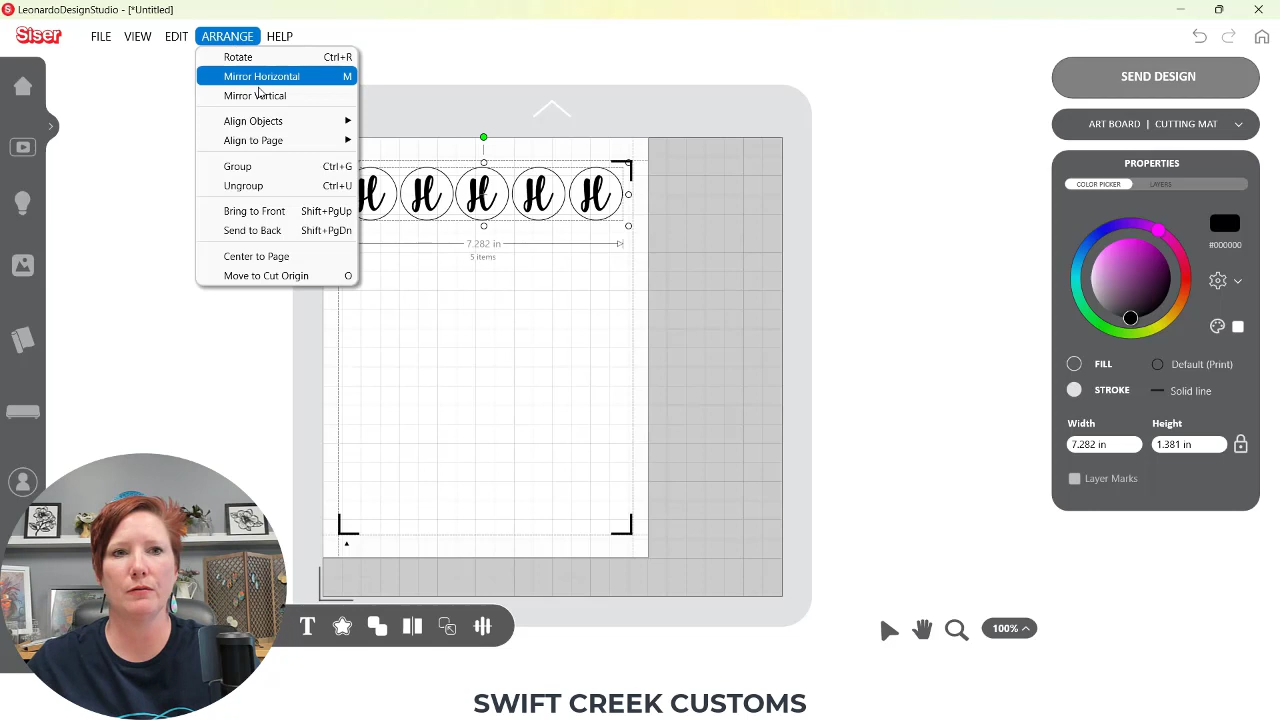 LeonardoDesignStudio - [*Untitled]
Siser
FILE VIEW EDIT ARRANGE HELP
Rotate Ctrl+R
Mirror Horizontal M
Mirror Vertical
Align Objects
Align to Page
Group Ctrl+G
Ungroup Ctrl+U
Bring to Front Shift+PgUp
Send to Back Shift+PgDn
Center to Page
Move to Cut Origin O
H H H H H
7.282 in
5 items
SEND DESIGN
ART BOARD | CUTTING MAT
PROPERTIES
COLOR PICKER LAYERS
#000000
FILL Default (Print)
STROKE Solid line
Width Height
7.282 in 1.381 in
Layer Marks
T
100%
SWIFT CREEK CUSTOMS